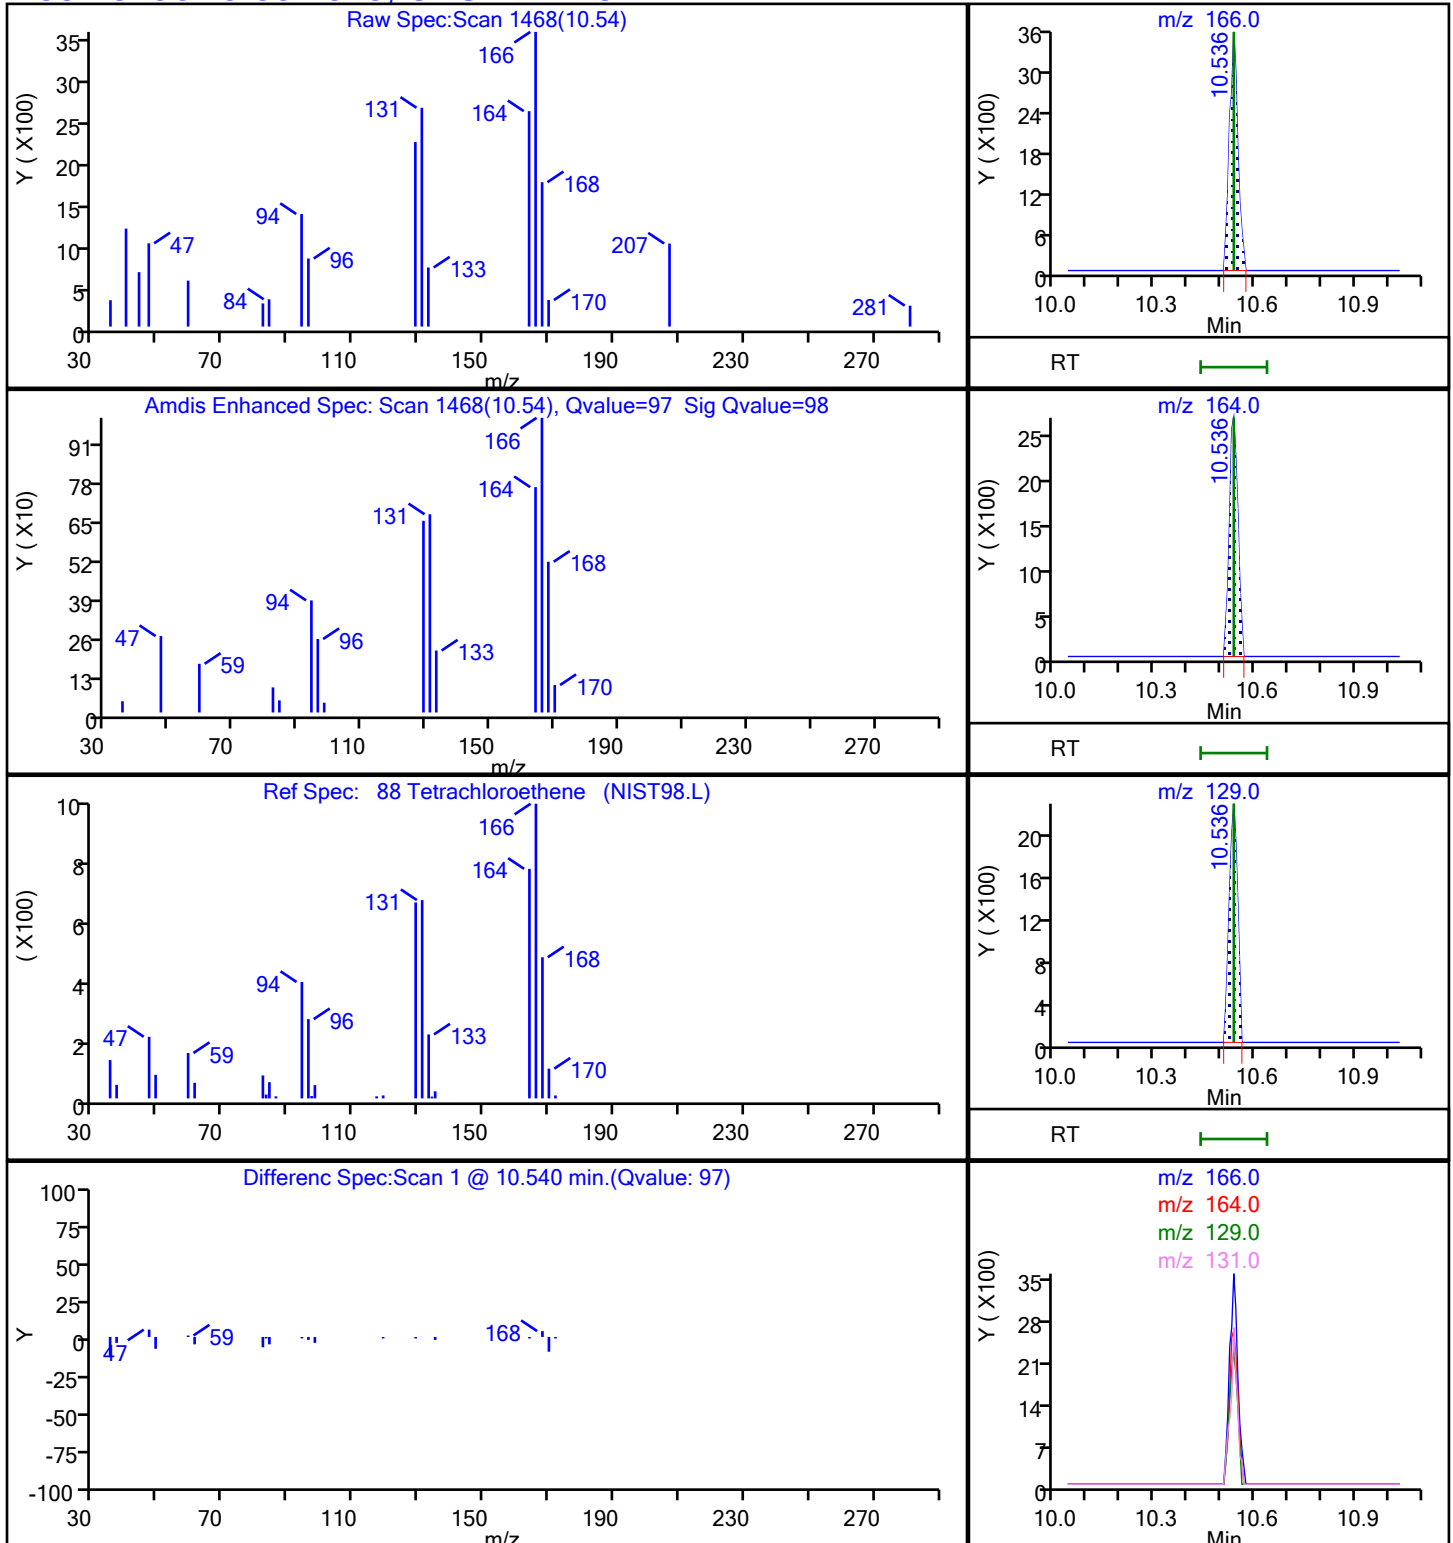 Raw Spec:Scan 1468(10.54)
Y ( X100)
35
30
25
20
15
10
5
0
166
131
164
168
94
47
96
133
84
170
207
281
30 70 110 150 190 230 270
m/z
m/z 166.0
Y ( X100)
36
30
24
18
12
6
0
10.536
10.0 10.3 10.6 10.9
Min
RT
Amdis Enhanced Spec: Scan 1468(10.54), Qvalue=97 Sig Qvalue=98
Y ( X10)
91
78
65
52
39
26
13
0
166
164
131
168
94
47
96
59
133
170
30 70 110 150 190 230 270
m/z
m/z 164.0
Y ( X100)
25
20
15
10
5
0
10.536
10.0 10.3 10.6 10.9
Min
RT
Ref Spec: 88 Tetrachloroethene (NIST98.L)
( X100)
10
8
6
4
2
0
166
164
131
168
94
96
47
133
59
170
30 70 110 150 190 230 270
m/z 129.0
Y ( X100)
20
16
12
8
4
0
10.536
10.0 10.3 10.6 10.9
Min
RT
Differenc Spec:Scan 1 @ 10.540 min.(Qvalue: 97)
Y
100
75
50
25
0
-25
-50
-75
-100
47
59
168
30 70 110 150 190 230 270
m/z
m/z 166.0
m/z 164.0
m/z 129.0
m/z 131.0
Y ( X100)
35
28
21
14
7
0
10.0 10.3 10.6 10.9
Min